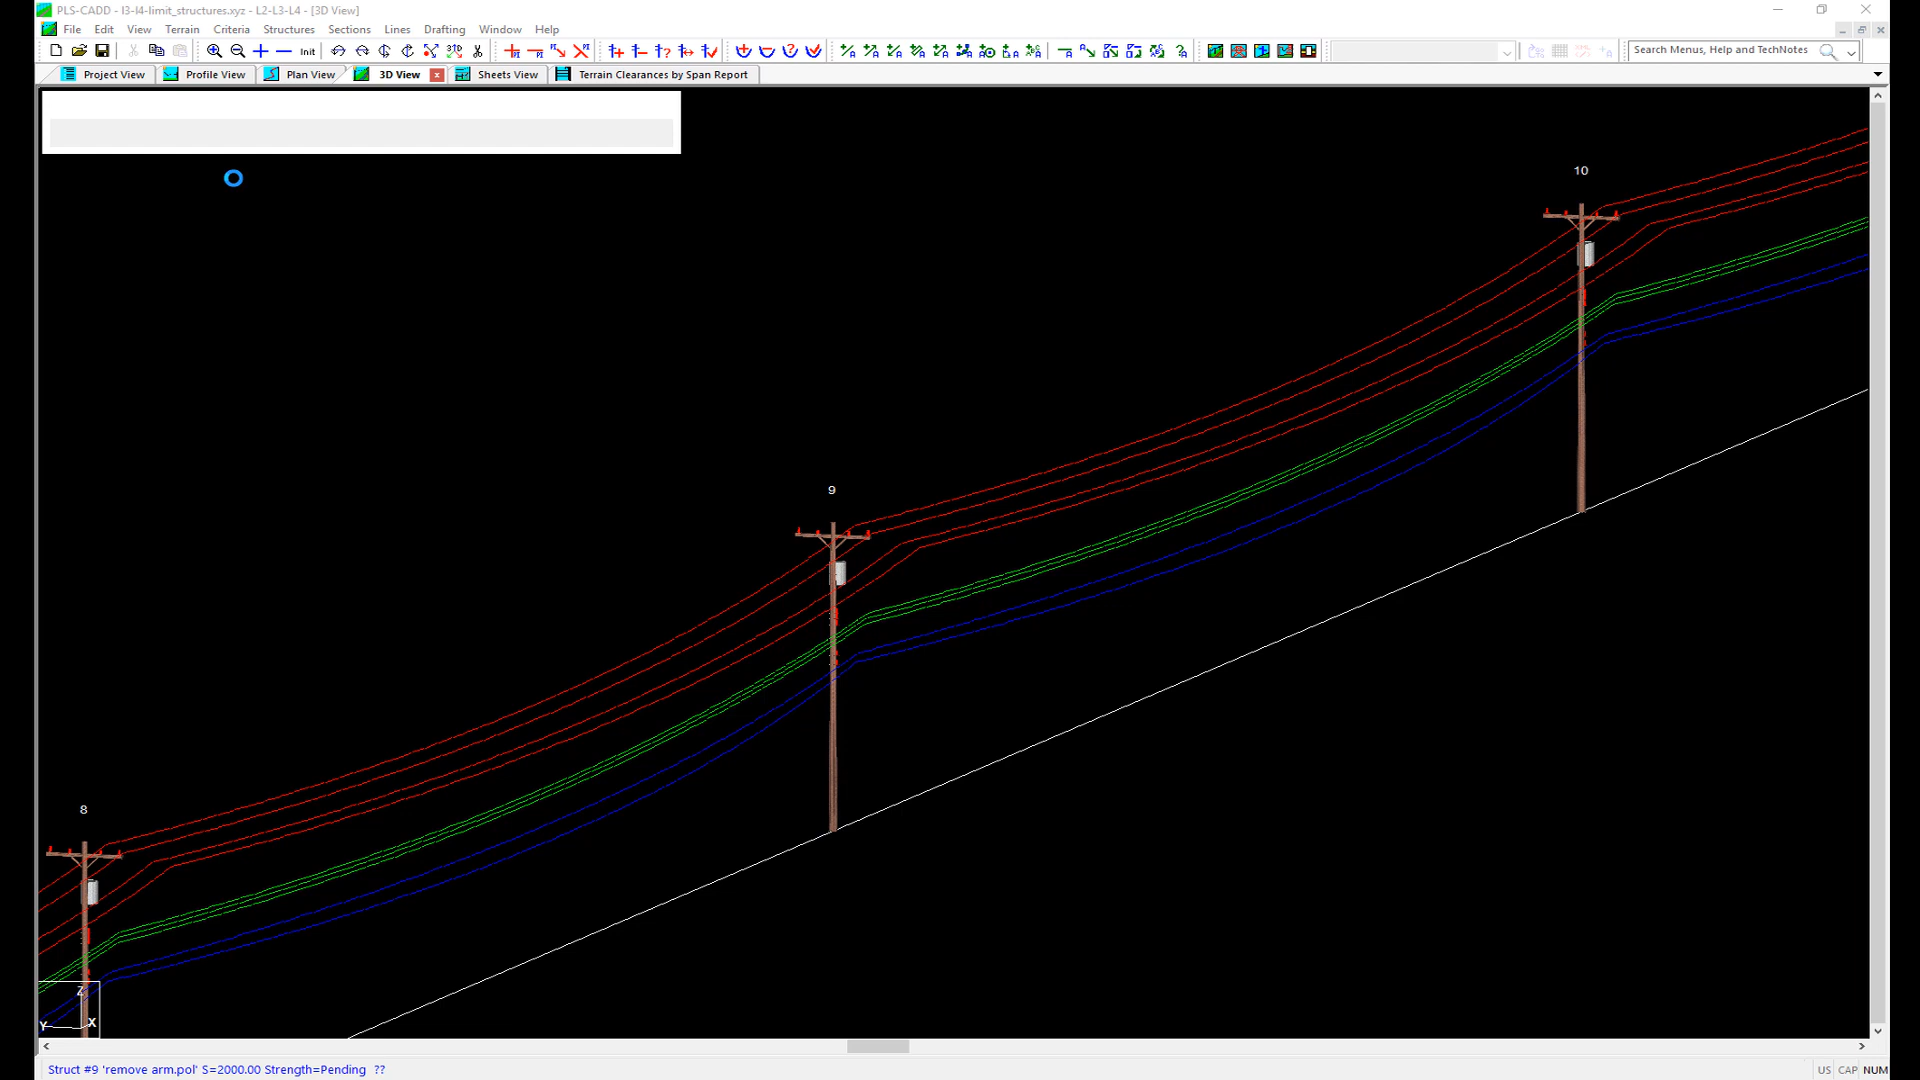 PLS-CADD - I3-I4-limit_structures.xyz - L2-L3-L4 - [3D View]
File Edit View Terrain Criteria Structures Sections Lines Drafting Window Help
Init
Search Menus, Help and TechNotes
Project View Profile View Plan View 3D View Sheets View Terrain Clearances by Span Report
10
9
8
Z
Y X
Struct #9 'remove arm.pol' S=2000.00 Strength=Pending ??
US CAP NUM